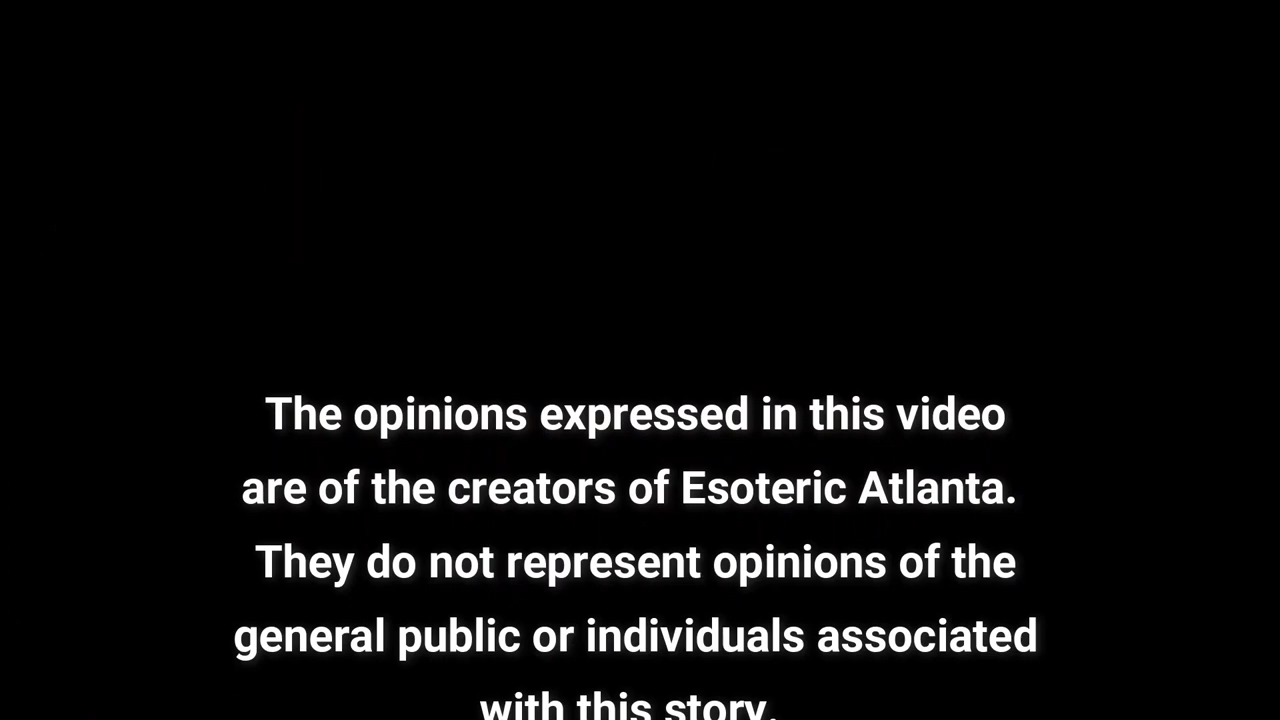 The opinions expressed in this video
are of the creators of Esoteric Atlanta.
They do not represent opinions of the
general public or individuals associated
with this story.